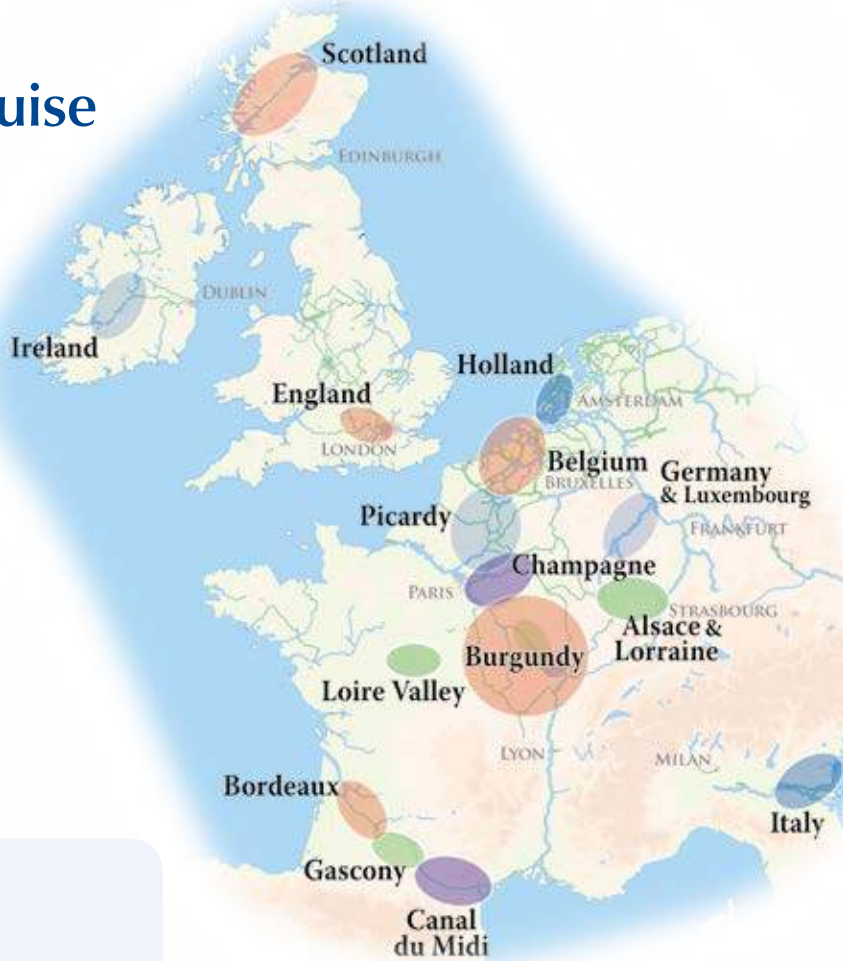 Scotland
uise
EDINBURGH
DUBLIN
Ireland
Holland
England
AMSTERDAM
LONDON
Belgium
BRUXELLES
Germany
& Luxembourg
Picardy
FRANKFURT
Champagne
PARIS
STRASBOURG
Alsace &
Lorraine
Burgundy
Loire Valley
LYON
MILAN
Bordeaux
Italy
Gascony
Canal
du Midi